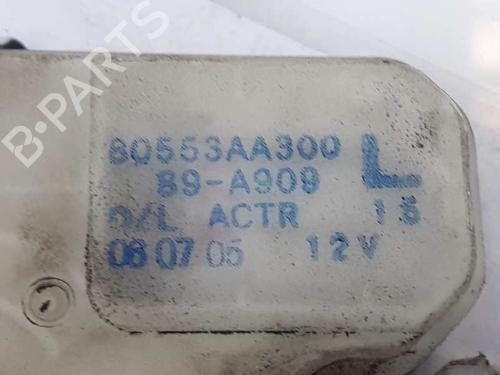 80553AA300 L
89-A909
D/L ACTR 15
06 07 05 12V
B-PARTS